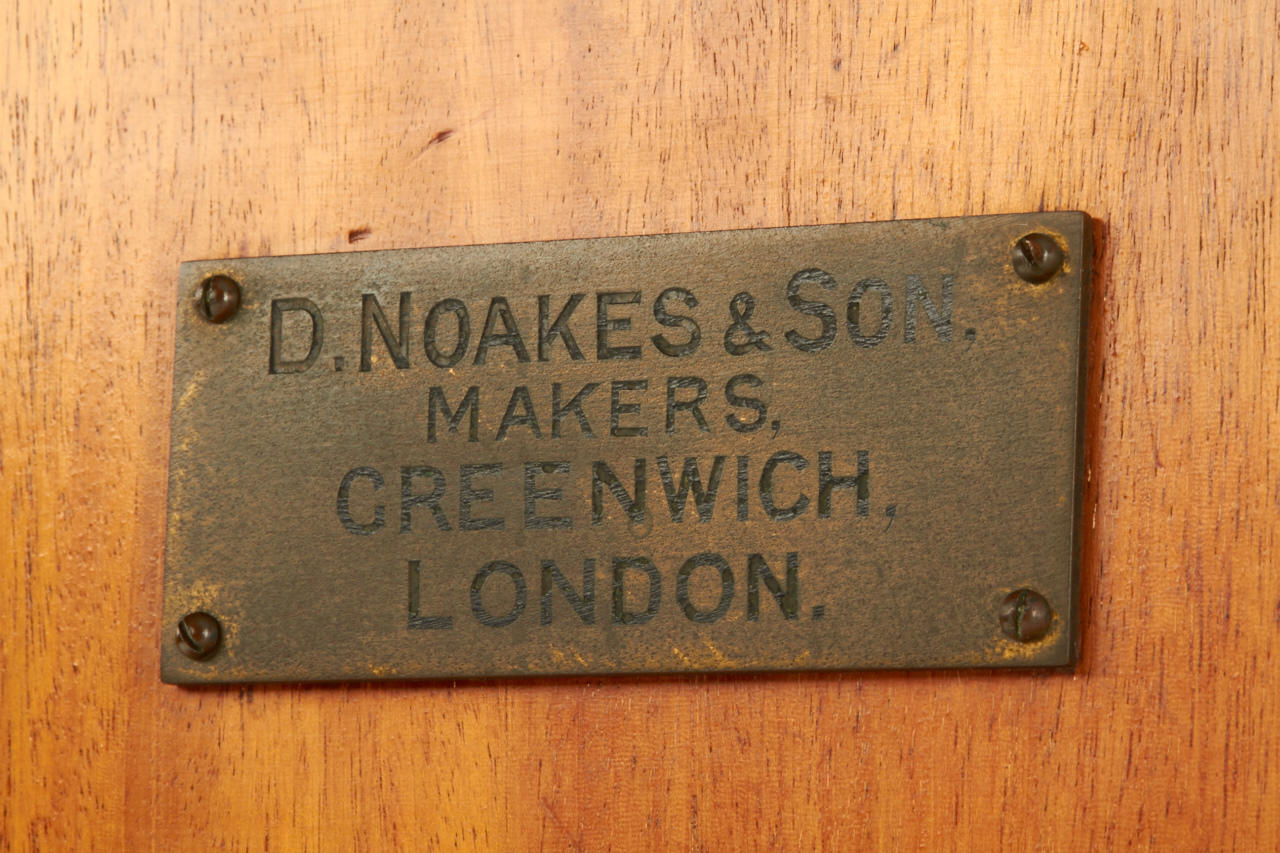 D. NOAKES & SON.
MAKERS,
GREENWICH,
LONDON.